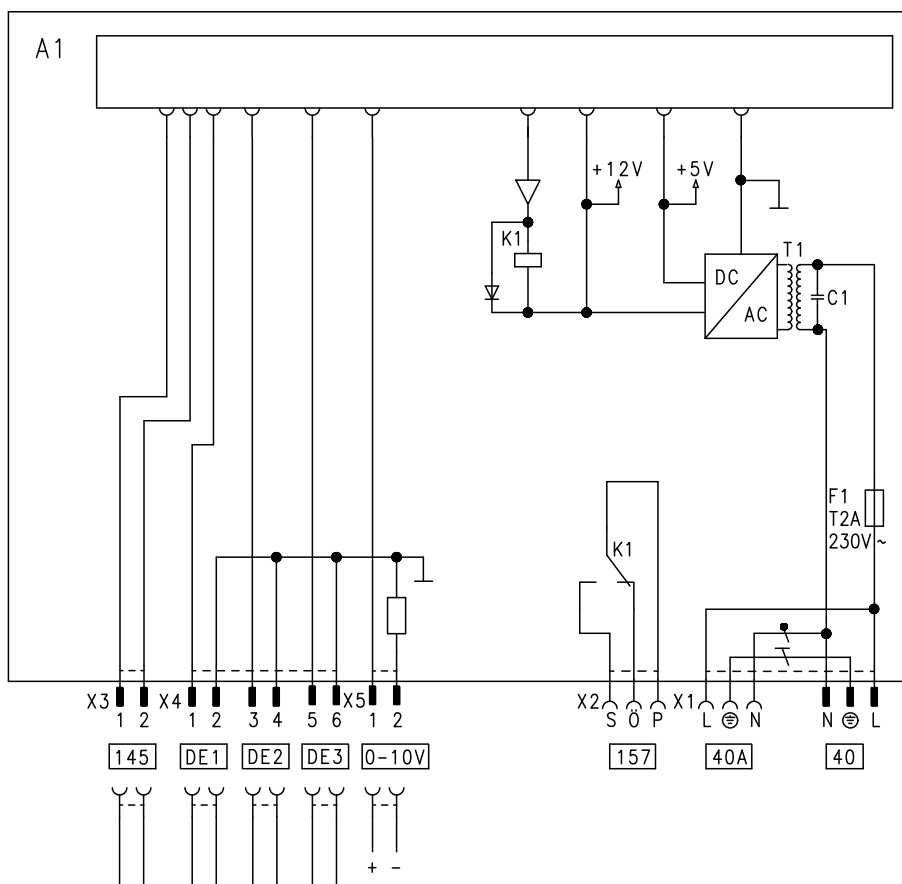 A1
+12V
+5V
K1
T1
DC
AC
C1
F1
T2A
230V~
K1
X3 X4 X5 X2 X1
1 2 1 2 3 4 5 6 1 2 S Ö P L N N L
145 DE1 DE2 DE3 0-10V 157 40A 40
+ -